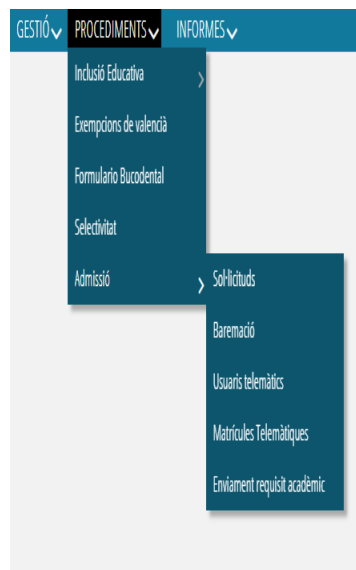 GESTIÓ PROCEDIMENTS INFORMES
Inclusió Educativa
Exempcions de valencià
Formulario Bucodental
Selectivitat
Admissió
Sol·licituds
Baremació
Usuaris telemàtics
Matrícules Telemàtiques
Enviament requisit acadèmic